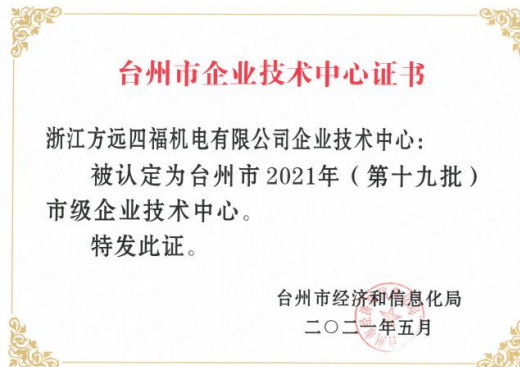 台州市企业技术中心证书
浙江方远四福机电有限公司企业技术中心：
被认定为台州市2021年（第十九批）
市级企业技术中心。
特发此证。
台州市经济和信息化局
二〇二一年五月